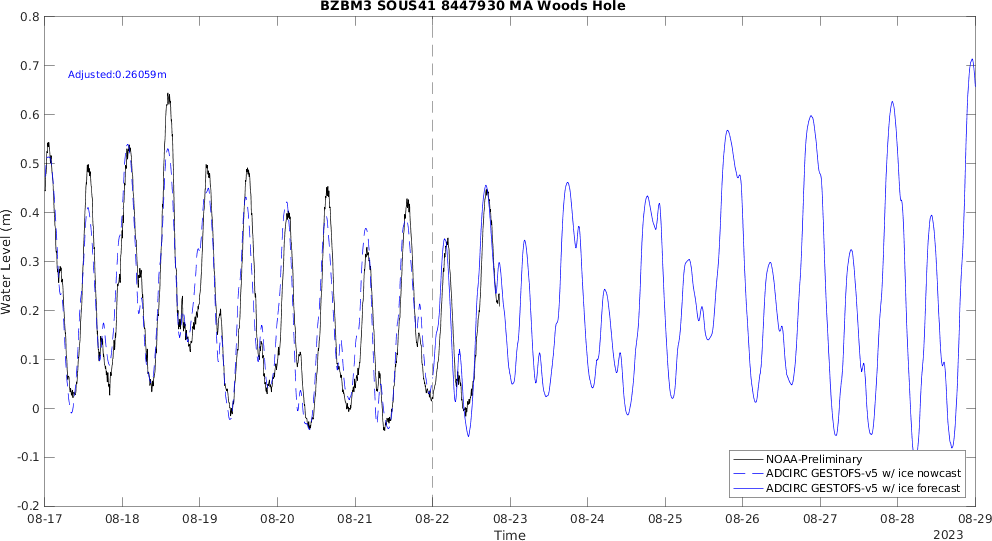 BZBM3 SOUS41 8447930 MA Woods Hole
Adjusted:0.26059m
Water Level (m)
0.8
0.7
0.6
0.5
0.4
0.3
0.2
0.1
0
-0.1
-0.2
08-17 08-18 08-19 08-20 08-21 08-22 08-23 08-24 08-25 08-26 08-27 08-28 08-29
Time
2023
NOAA-Preliminary
ADCIRC GESTOFS-v5 w/ ice nowcast
ADCIRC GESTOFS-v5 w/ ice forecast